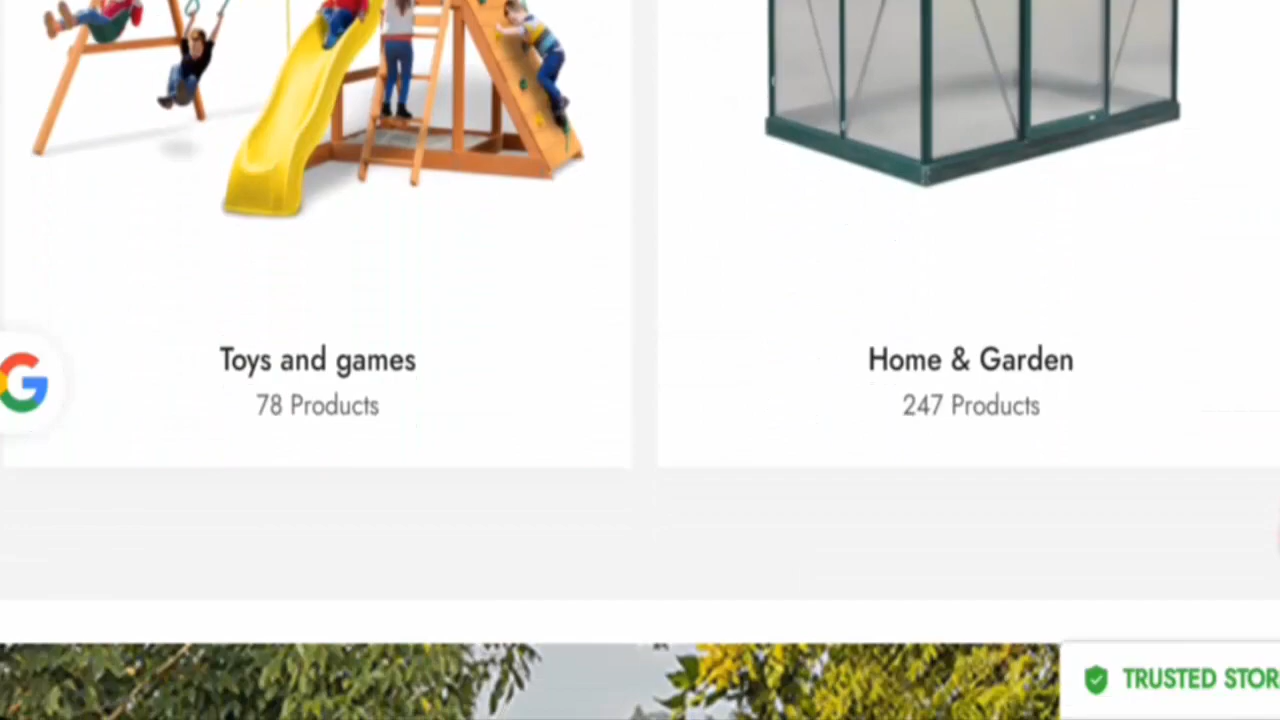 Toys and games
78 Products
Home & Garden
247 Products
TRUSTED STOR